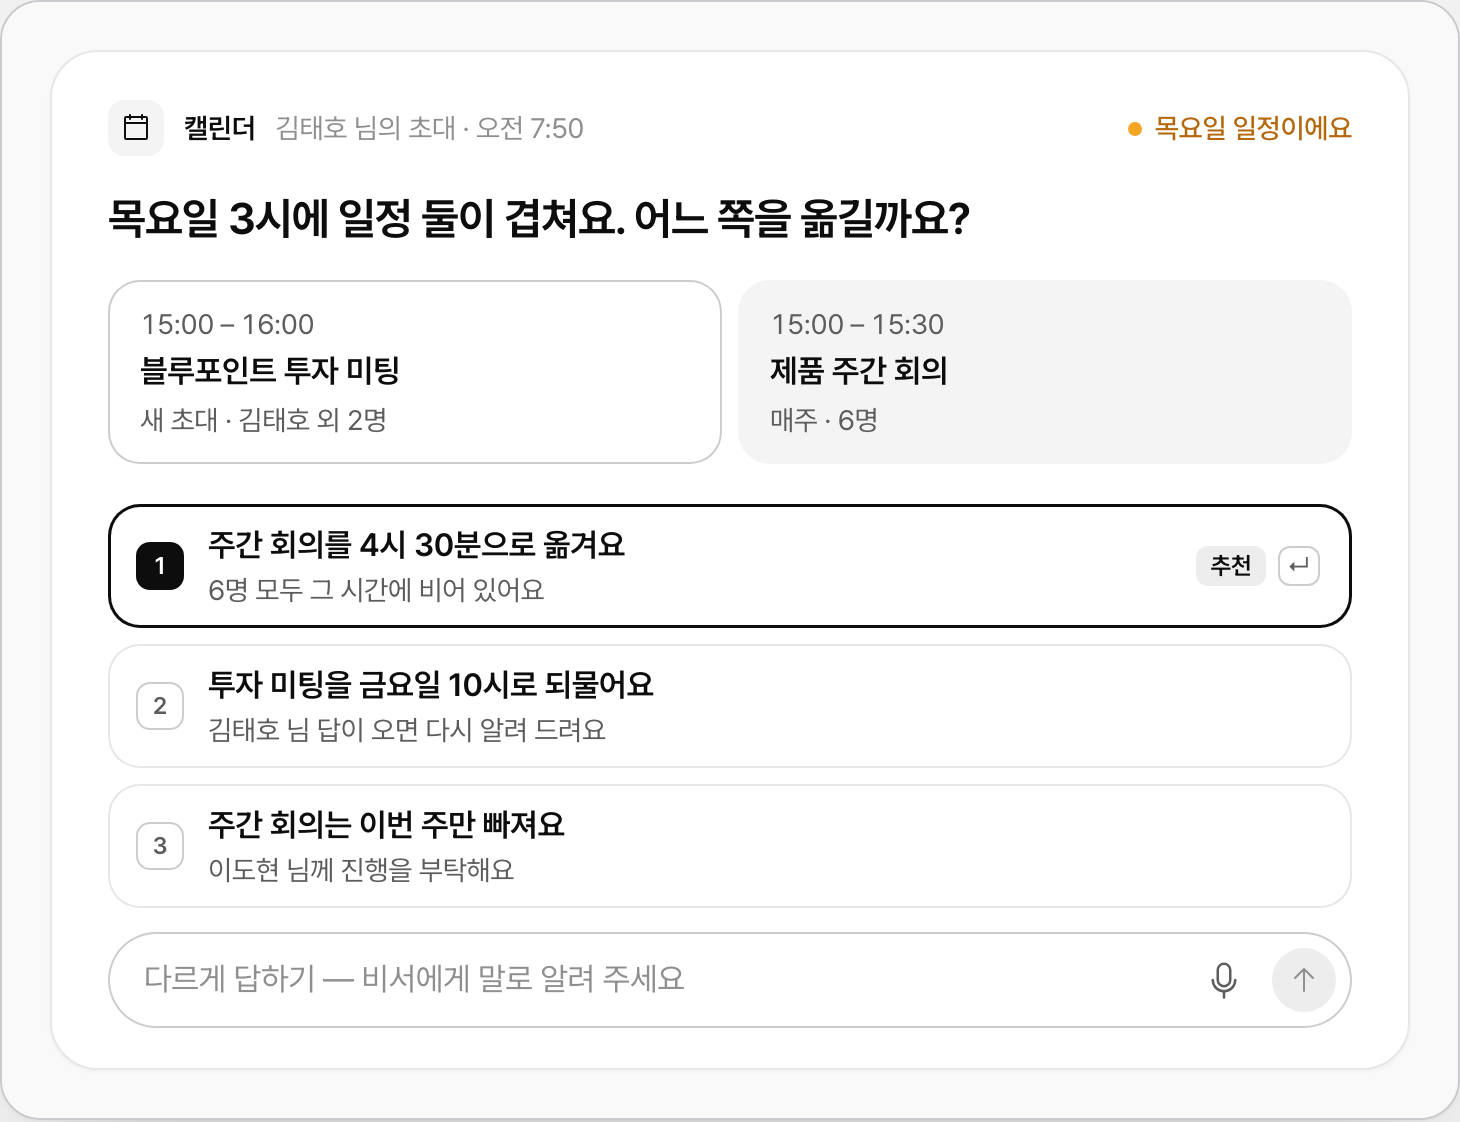 캘린더 김태호 님의 초대 · 오전 7:50
목요일 일정이에요
목요일 3시에 일정 둘이 겹쳐요. 어느 쪽을 옮길까요?
15:00 – 16:00
블루포인트 투자 미팅
새 초대 · 김태호 외 2명
15:00 – 15:30
제품 주간 회의
매주 · 6명
1
주간 회의를 4시 30분으로 옮겨요
6명 모두 그 시간에 비어 있어요
추천
2
투자 미팅을 금요일 10시로 되물어요
김태호 님 답이 오면 다시 알려 드려요
3
주간 회의는 이번 주만 빠져요
이도현 님께 진행을 부탁해요
다르게 답하기 — 비서에게 말로 알려 주세요